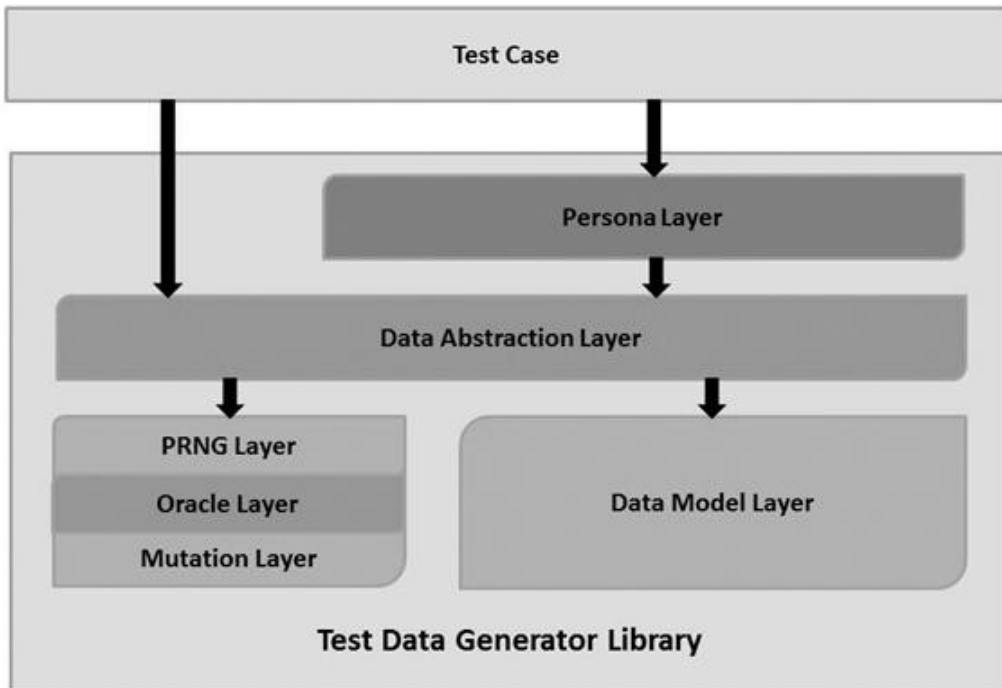 Test Case
Persona Layer
Data Abstraction Layer
PRNG Layer
Oracle Layer
Mutation Layer
Data Model Layer
Test Data Generator Library